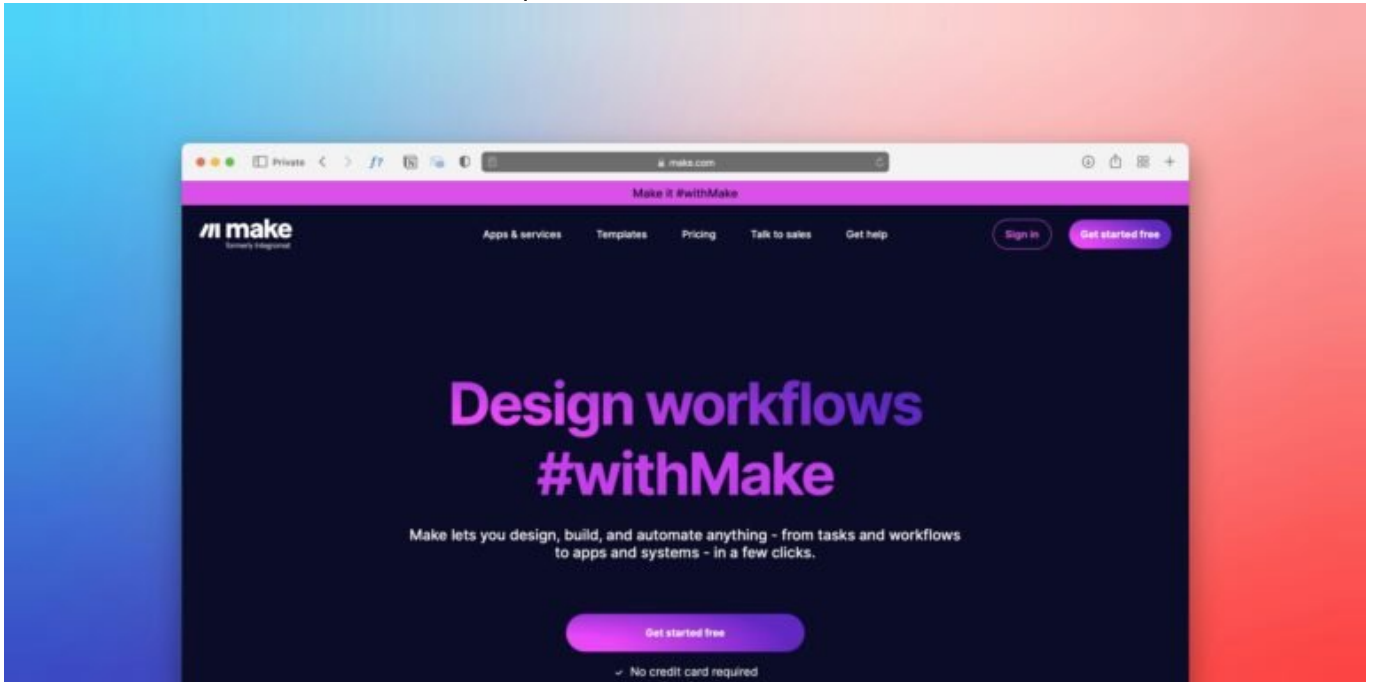 Private
make.com
Make it #withMake
make
formerly Integromat
Apps & services
Templates
Pricing
Talk to sales
Get help
Sign in
Get started free
Design workflows
#withMake
Make lets you design, build, and automate anything - from tasks and workflows
to apps and systems - in a few clicks.
Get started free
✓ No credit card required